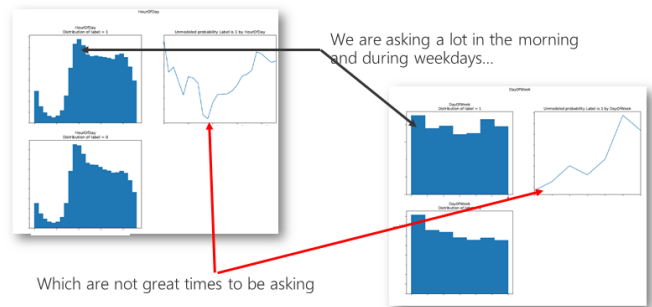 HourOfDay
HourOfDay
Distribution of label = 1
Unmodeled probability Label is 1 by HourOfDay
HourOfDay
Distribution of label = 0
We are asking a lot in the morning
and during weekdays...
DayOfWeek
DayOfWeek
Distribution of label = 1
Unmodeled probability Label is 1 by DayOfWeek
DayOfWeek
Distribution of label
Which are not great times to be asking